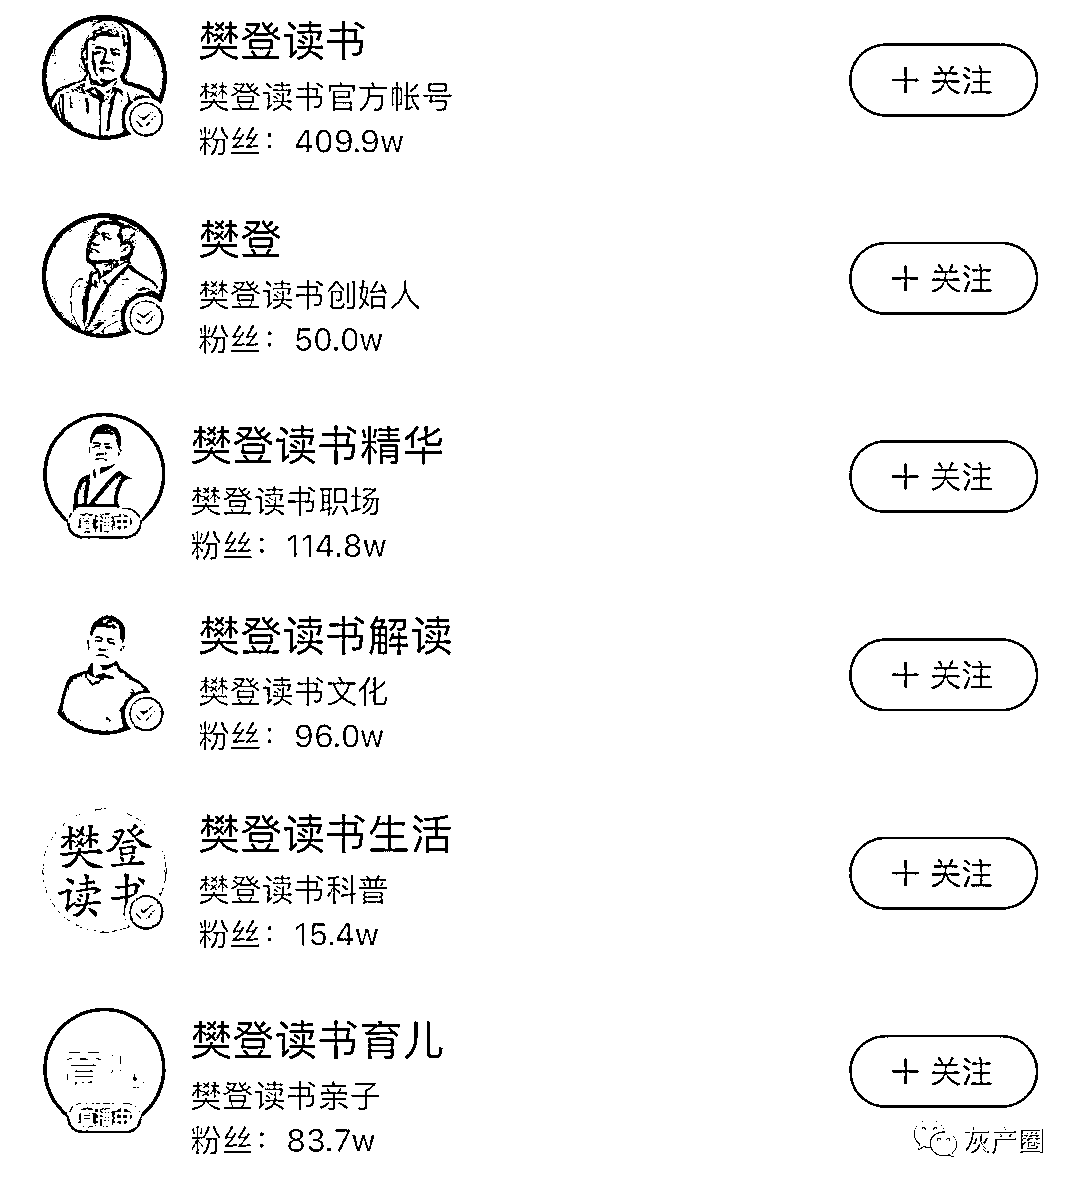 樊登读书
樊登读书官方帐号
粉丝：409.9w
+ 关注
樊登
樊登读书创始人
粉丝：50.0w
+ 关注
樊登读书精华
樊登读书职场
粉丝：114.8w
直播中
+ 关注
樊登读书解读
樊登读书文化
粉丝：96.0w
+ 关注
樊登
读书
樊登读书生活
樊登读书科普
粉丝：15.4w
+ 关注
育儿
直播中
樊登读书育儿
樊登读书亲子
粉丝：83.7w
+ 关注
灰产圈